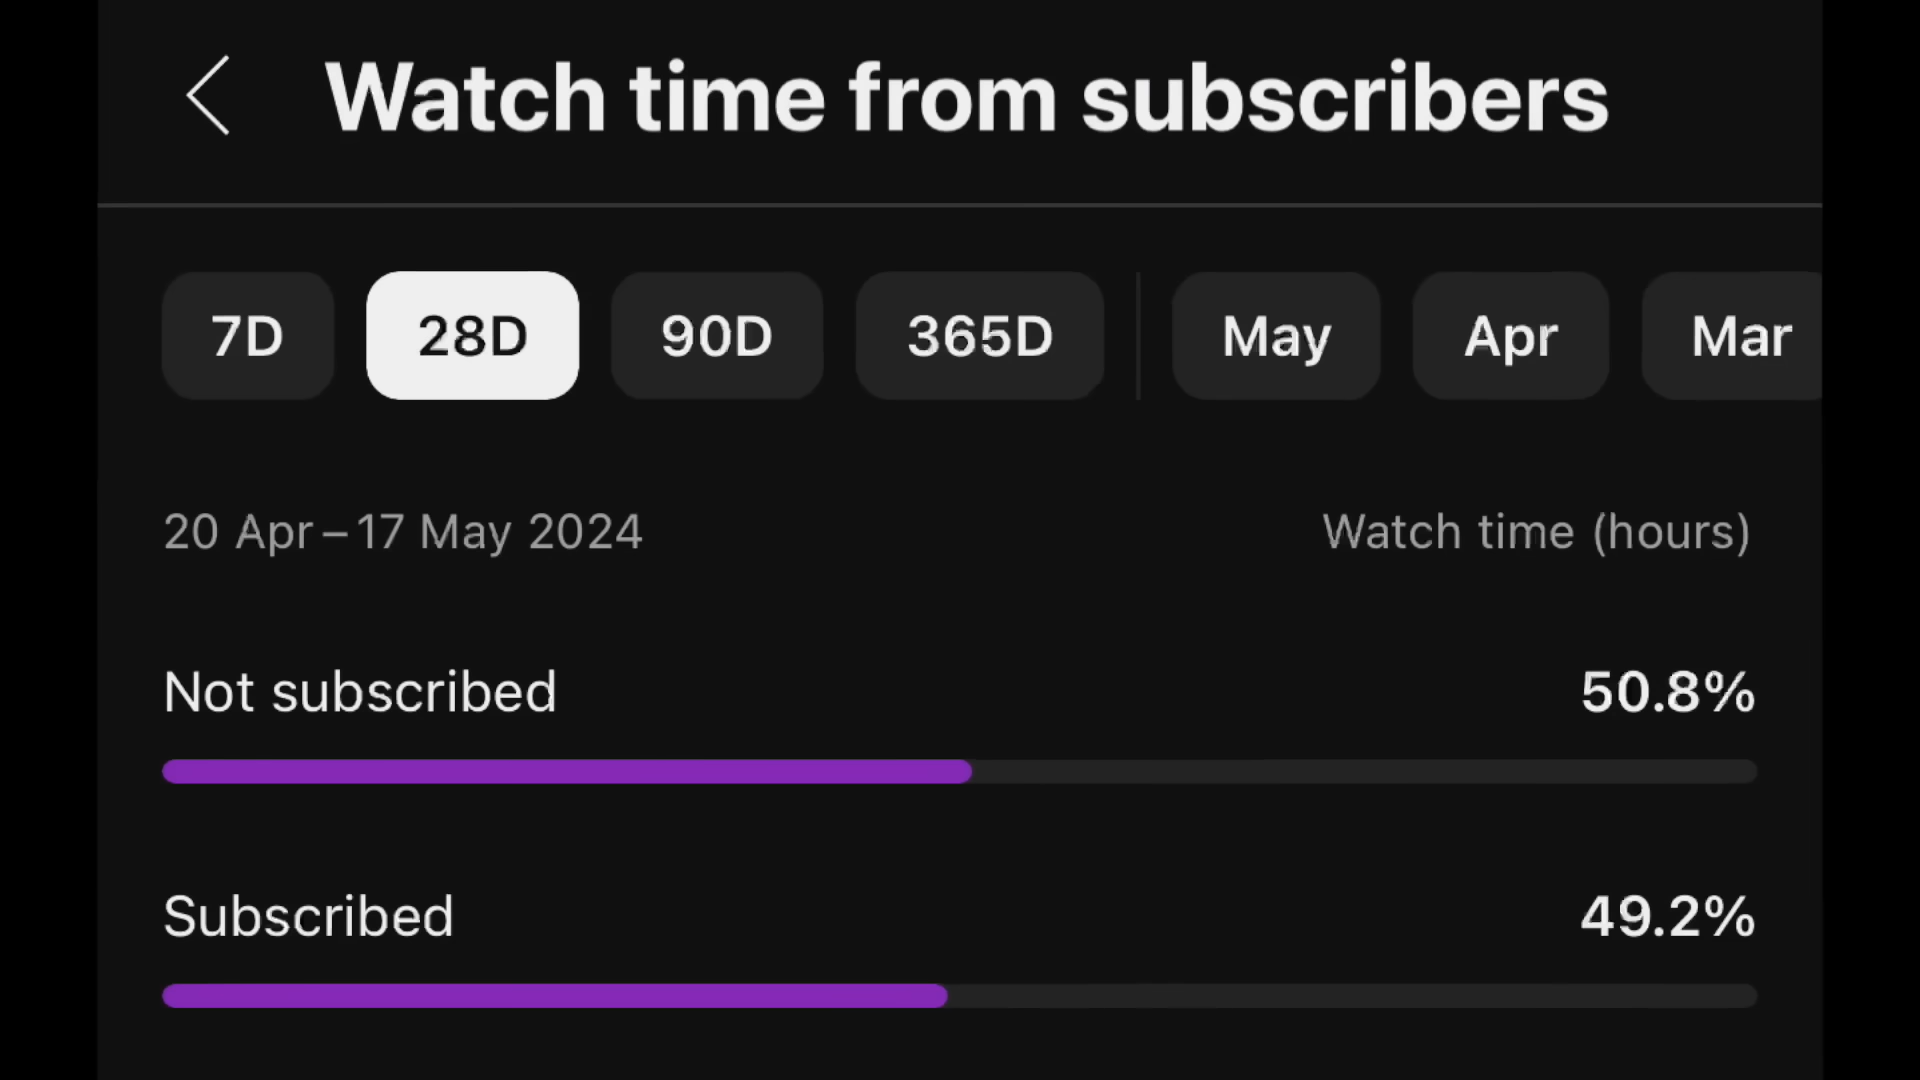 Watch time from subscribers
7D 28D 90D 365D May Apr Mar
20 Apr – 17 May 2024 Watch time (hours)
Not subscribed 50.8%
Subscribed 49.2%